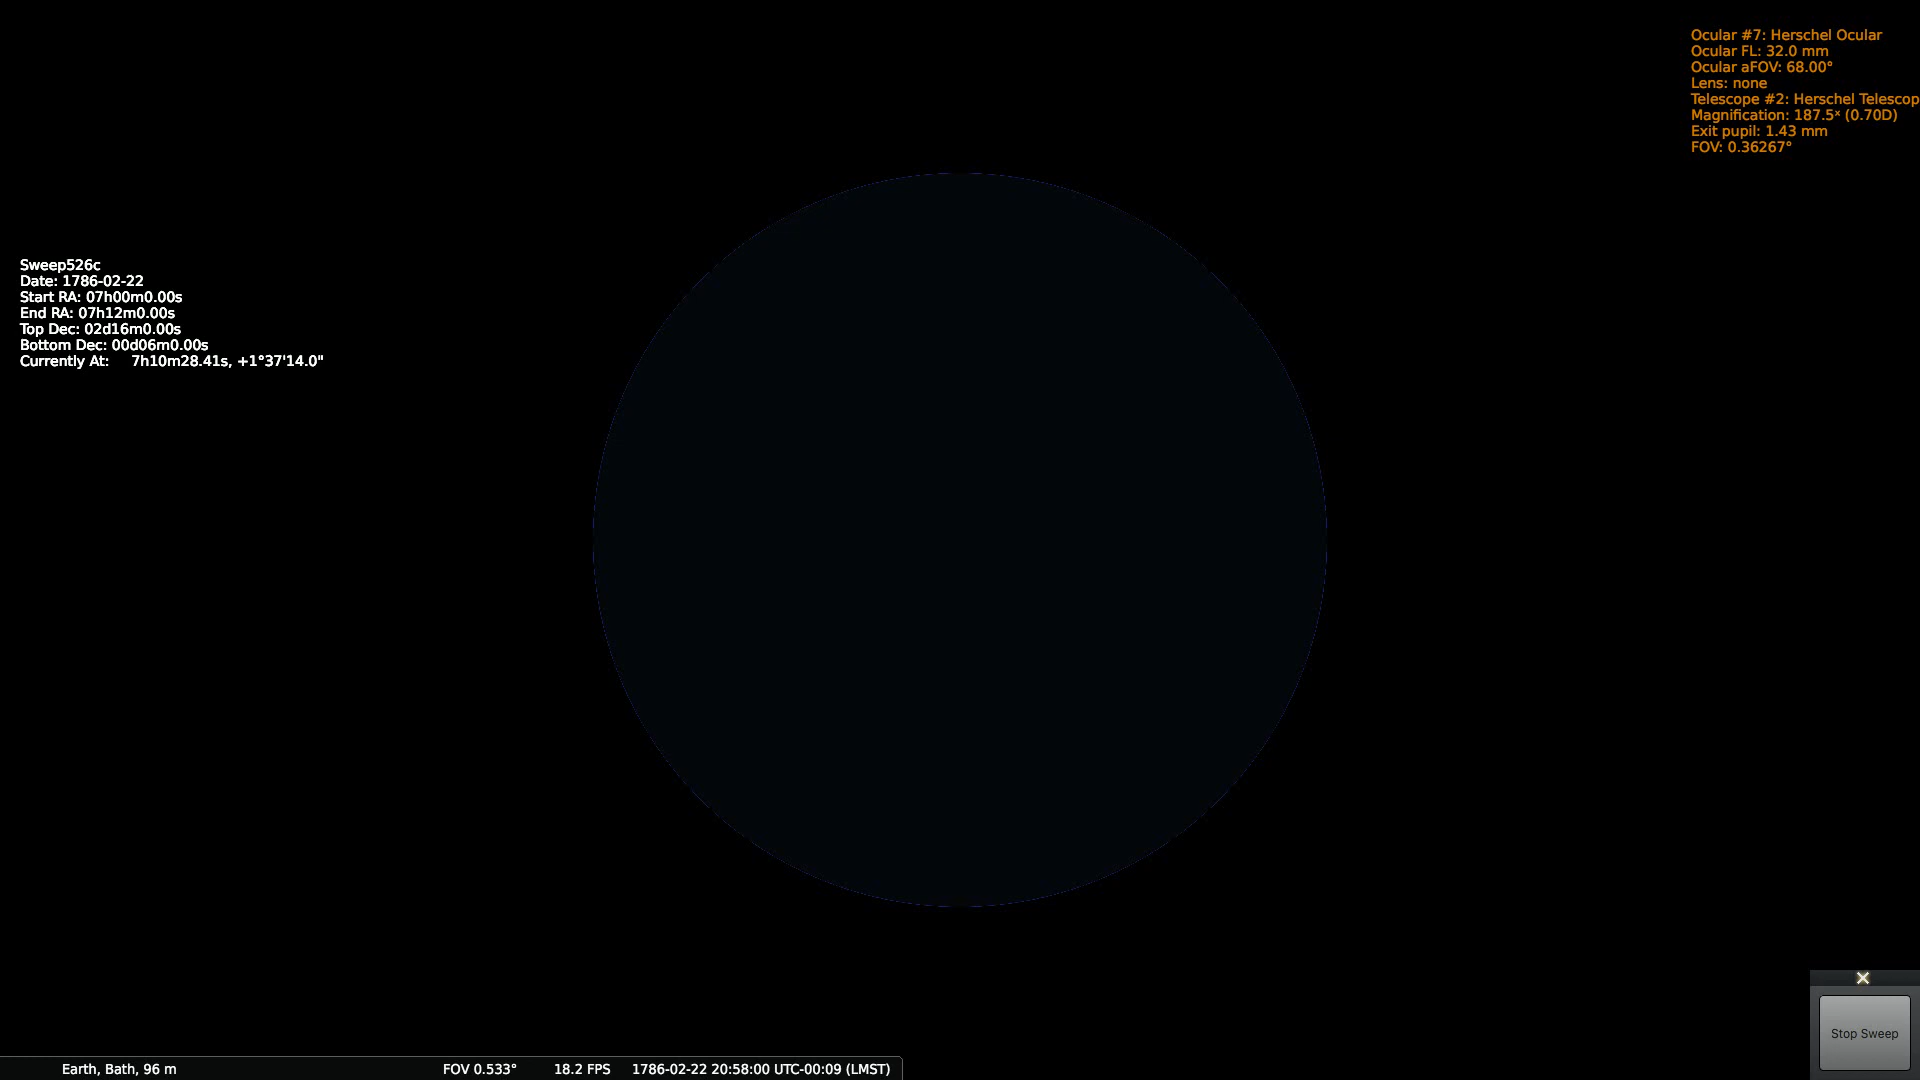 Ocular #7: Herschel Ocular
Ocular FL: 32.0 mm
Ocular aFOV: 68.00°
Lens: none
Telescope #2: Herschel Telescop
Magnification: 187.5ˣ (0.70D)
Exit pupil: 1.43 mm
FOV: 0.36267°
Sweep526c
Date: 1786-02-22
Start RA: 07h00m0.00s
End RA: 07h12m0.00s
Top Dec: 02d16m0.00s
Bottom Dec: 00d06m0.00s
Currently At: 7h10m28.41s, +1°37'14.0"
Stop Sweep
Earth, Bath, 96 m FOV 0.533° 18.2 FPS 1786-02-22 20:58:00 UTC-00:09 (LMST)